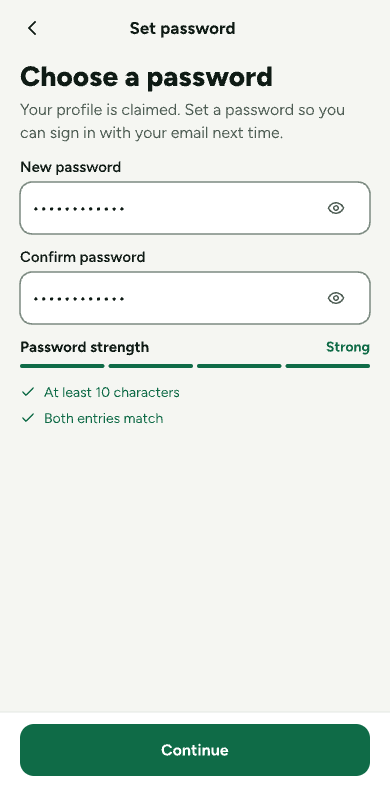 Set password
Choose a password
Your profile is claimed. Set a password so you
can sign in with your email next time.
New password
••••••••••••
Confirm password
••••••••••••
Password strength
Strong
At least 10 characters
Both entries match
Continue